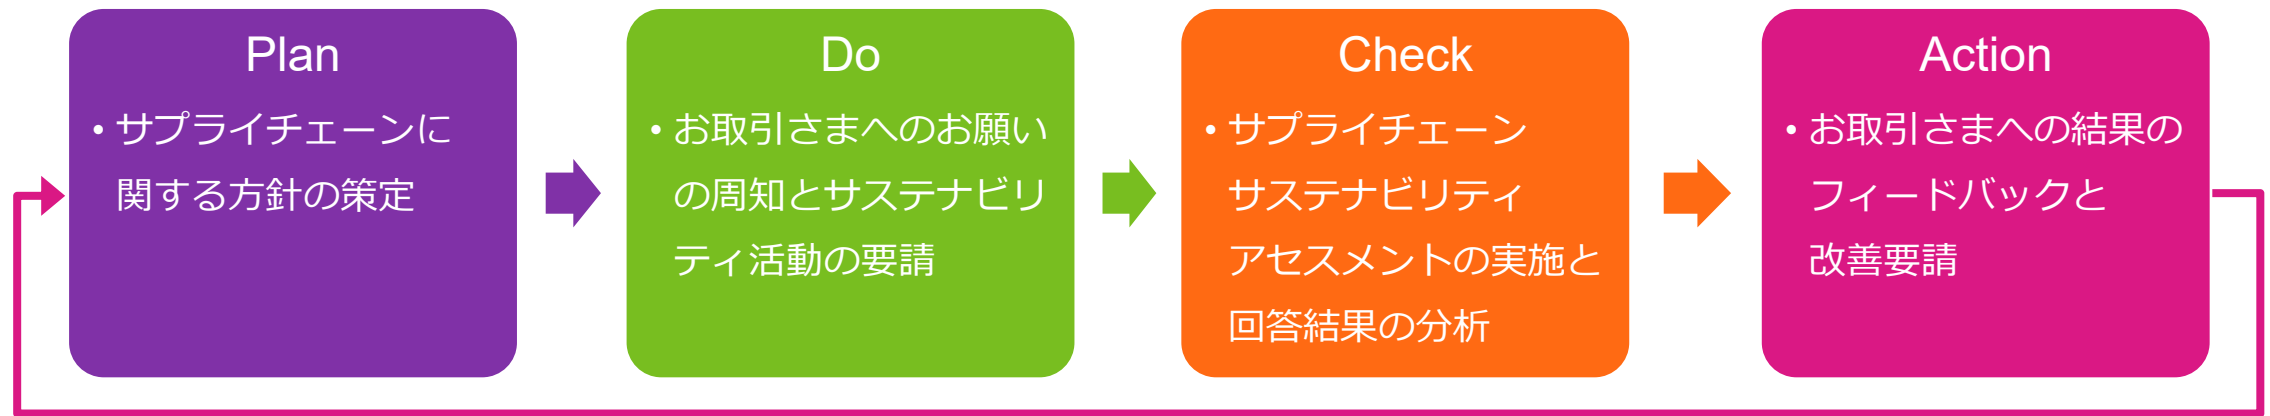 Plan
・サプライチェーンに
関する方針の策定
Do
・お取引さまへのお願い
の周知とサステナビリ
ティ活動の要請
Check
・サプライチェーン
サステナビリティ
アセスメントの実施と
回答結果の分析
Action
・お取引さまへの結果の
フィードバックと
改善要請